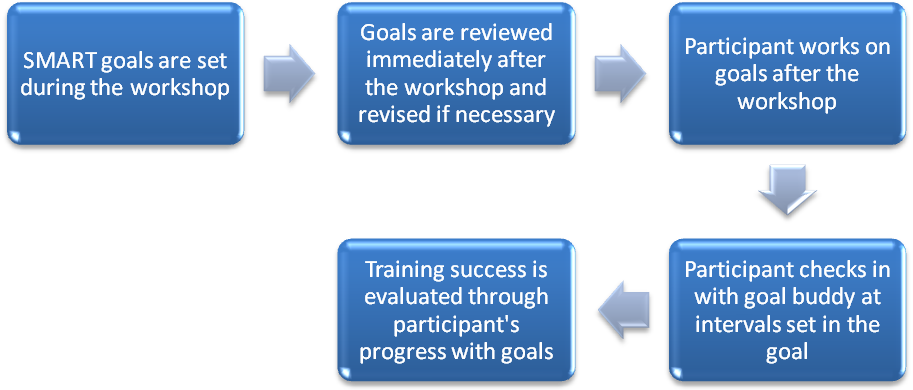 SMART goals are set
during the workshop
Goals are reviewed
immediately after
the workshop and
revised if necessary
Participant works on
goals after the
workshop
Participant checks in
with goal buddy at
intervals set in the
goal
Training success is
evaluated through
participant's
progress with goals